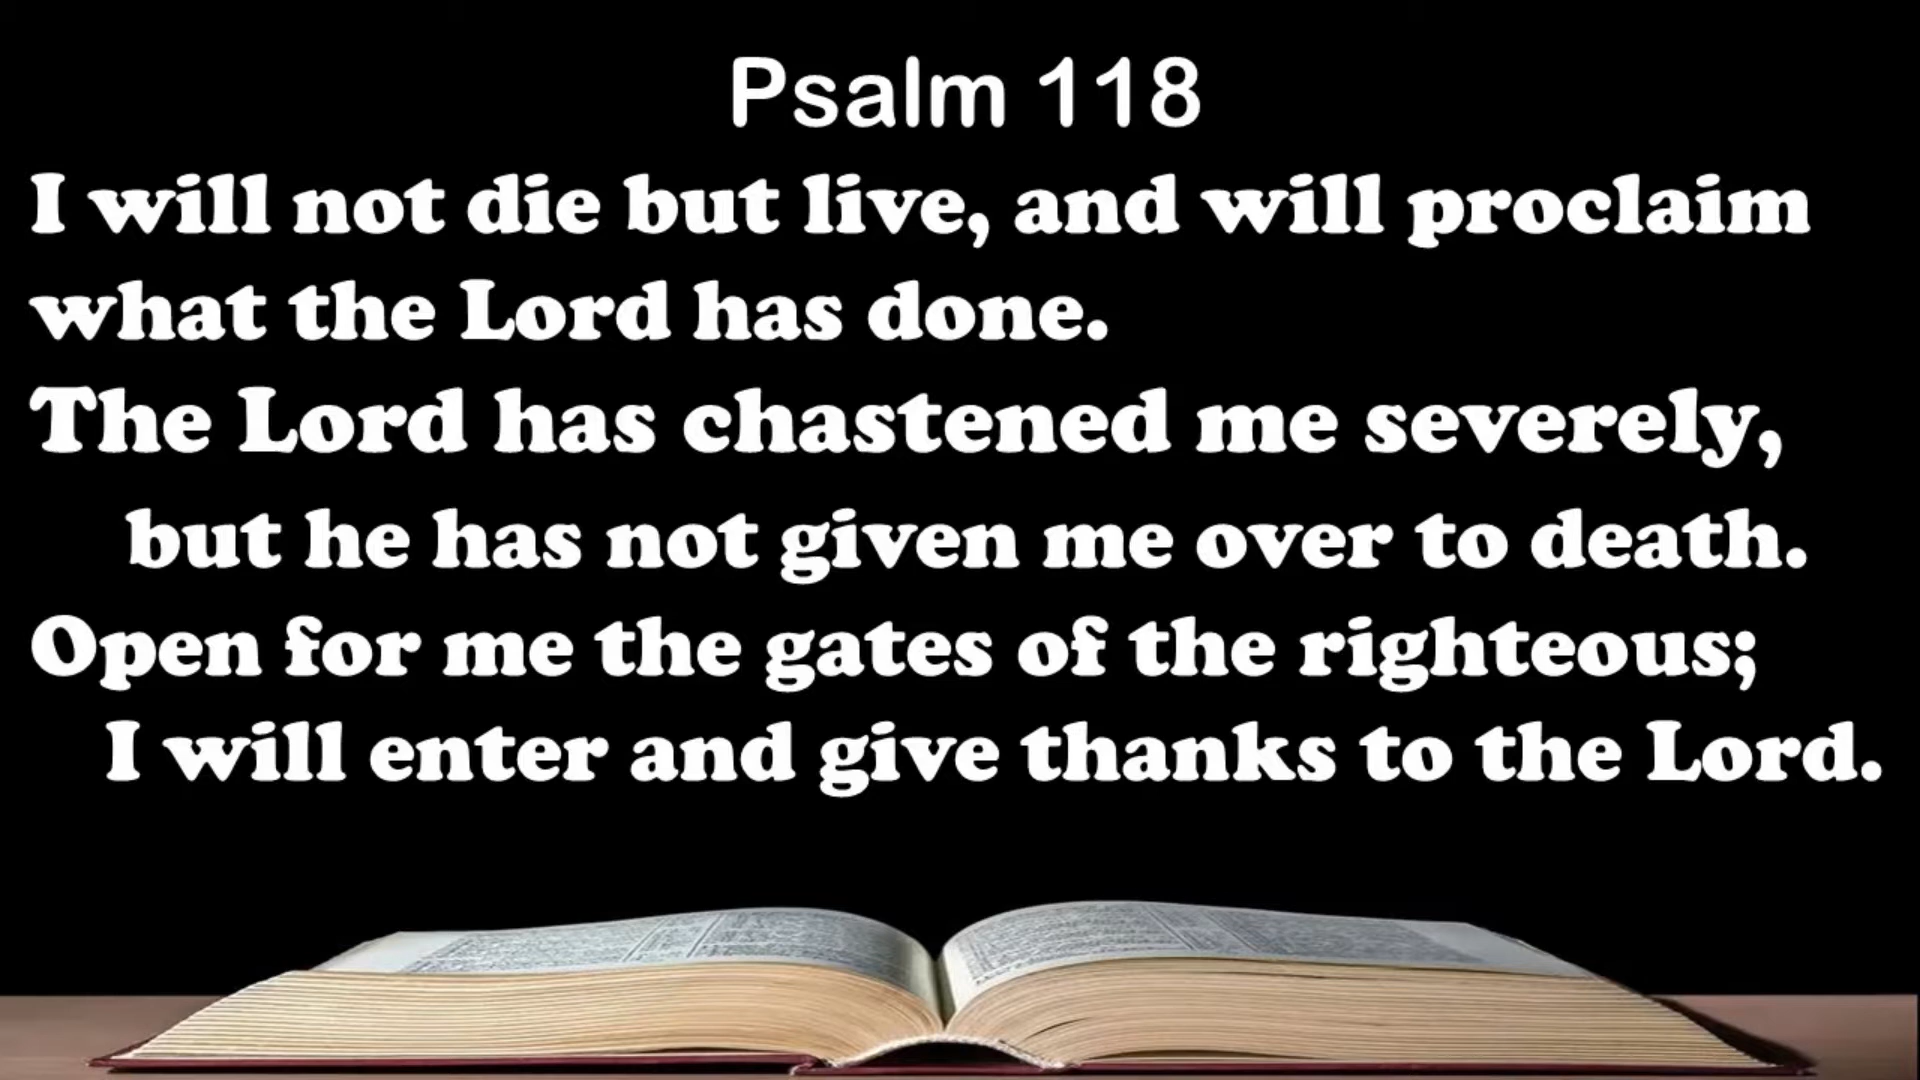 Psalm 118
I will not die but live, and will proclaim
what the Lord has done.
The Lord has chastened me severely,
but he has not given me over to death.
Open for me the gates of the righteous;
I will enter and give thanks to the Lord.